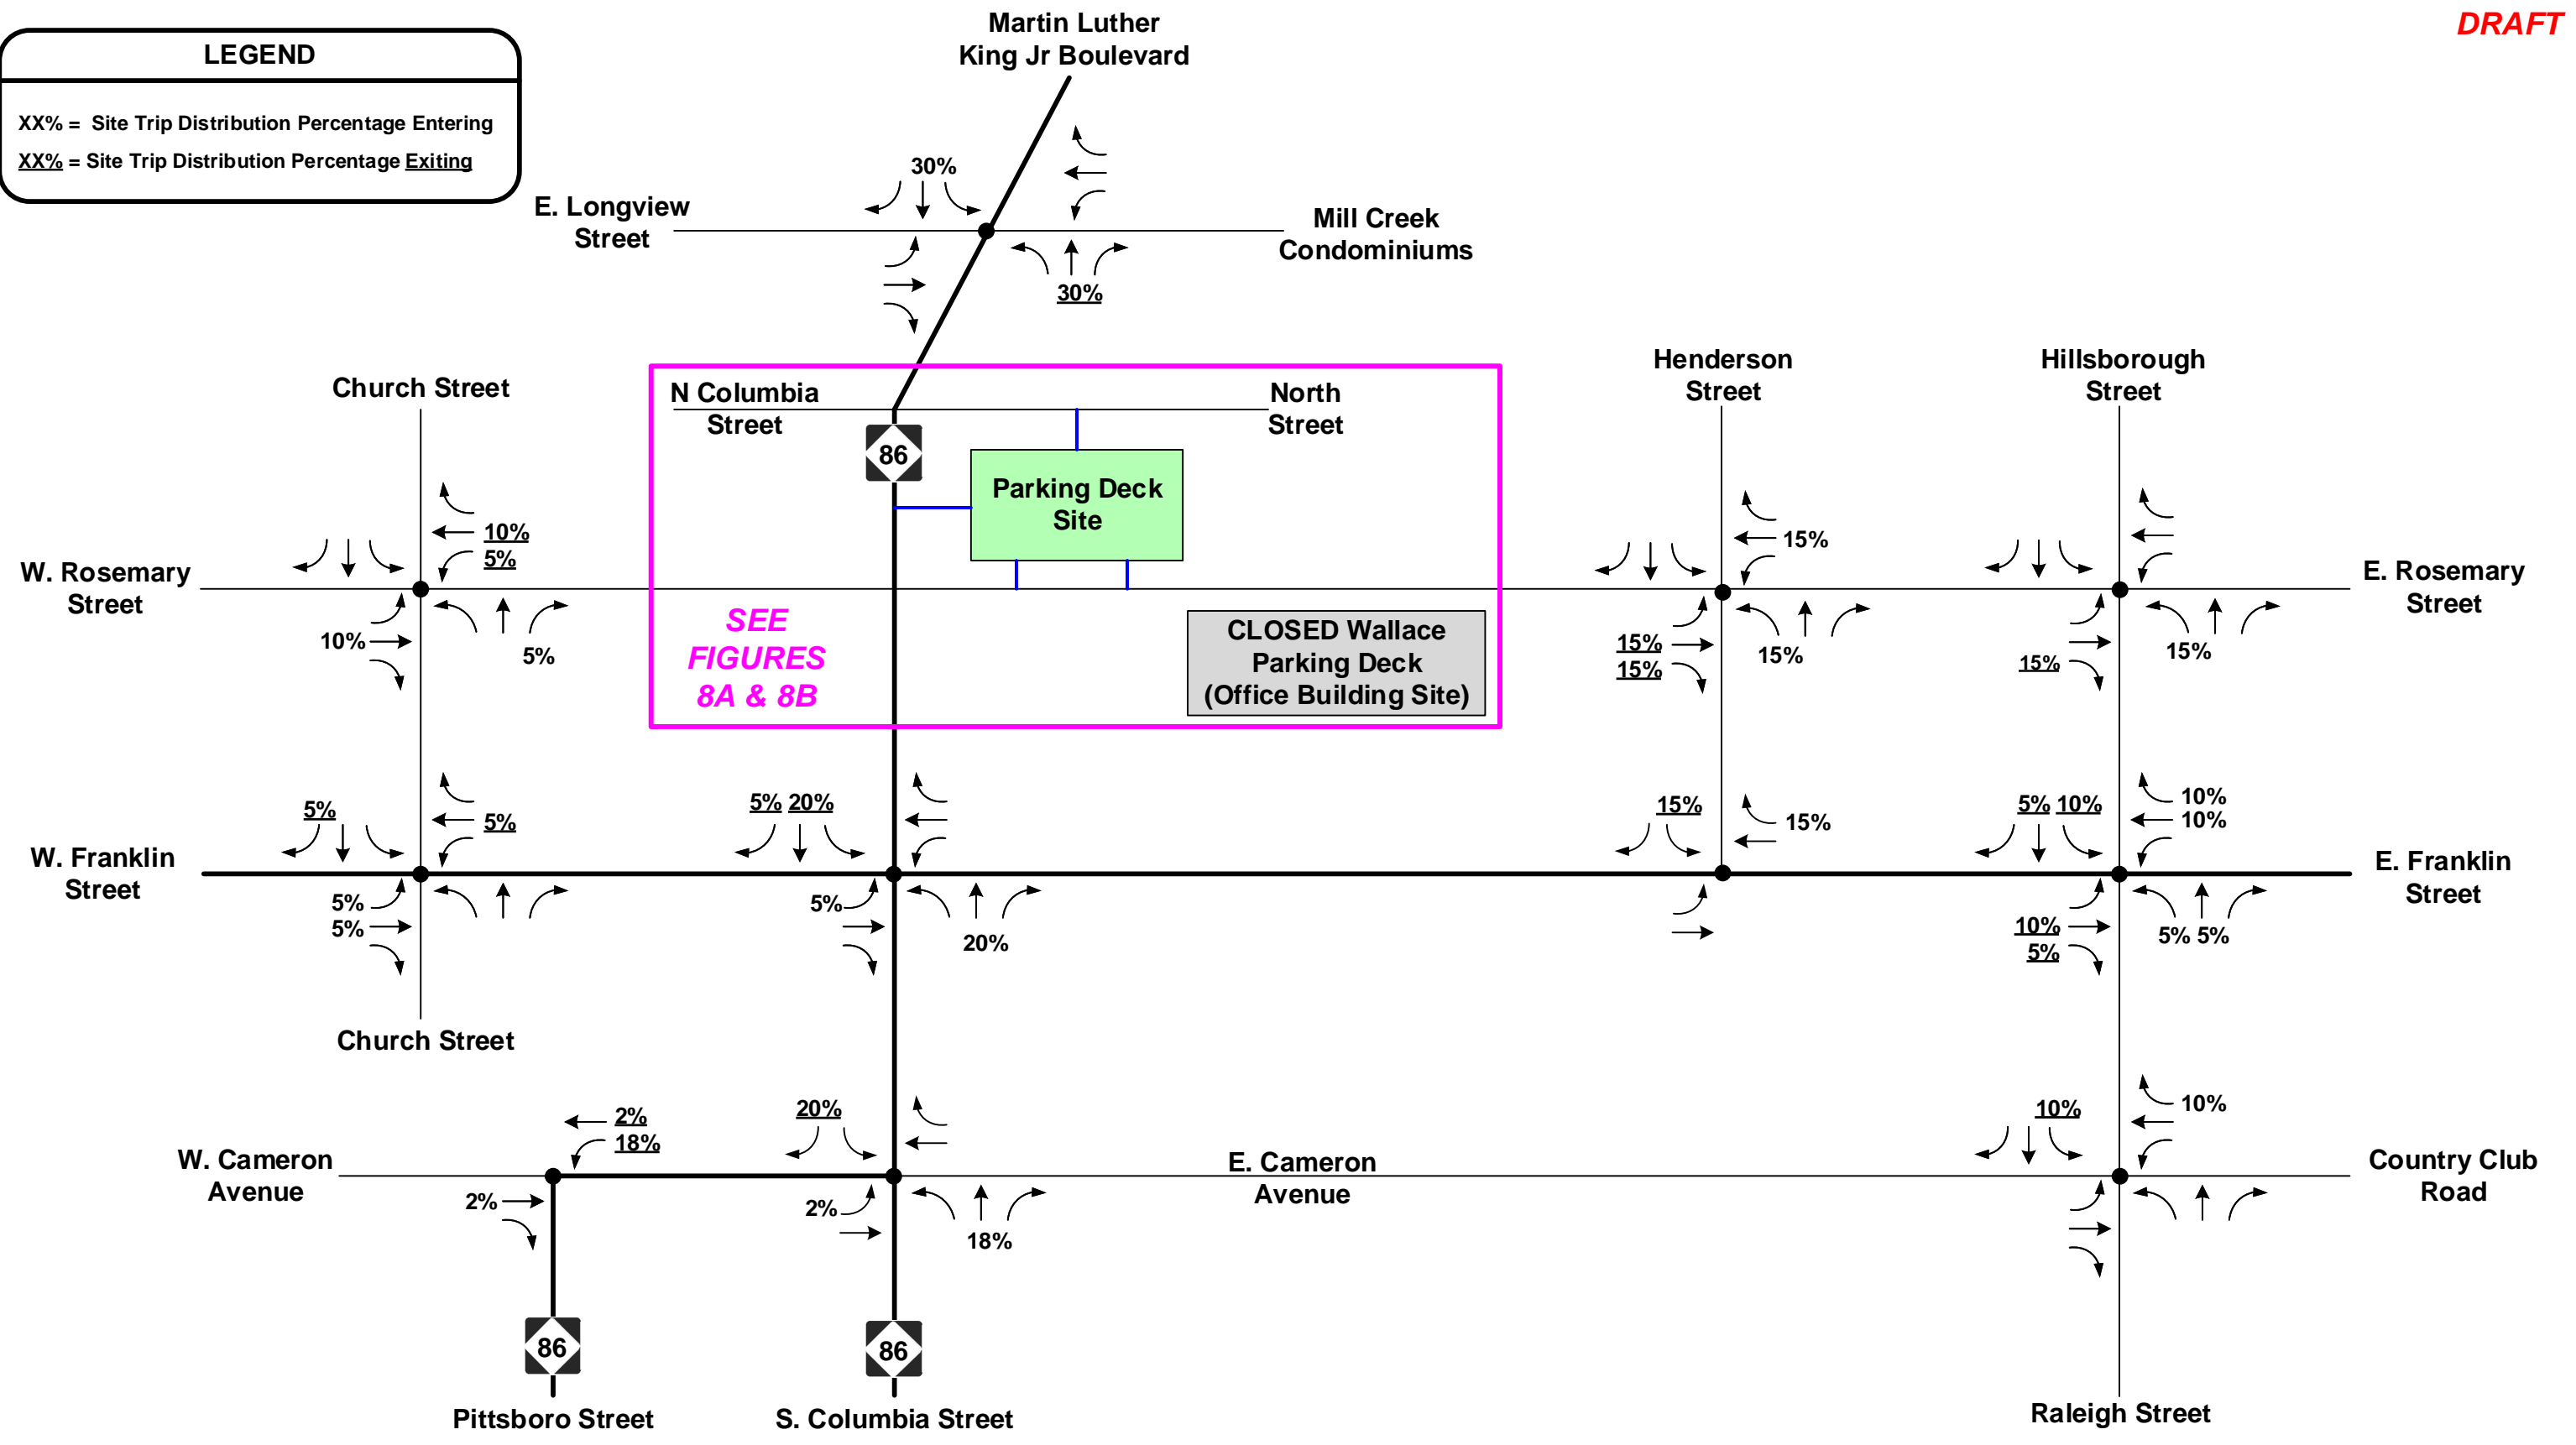 DRAFT
LEGEND
XX% = Site Trip Distribution Percentage Entering
XX% = Site Trip Distribution Percentage Exiting
Martin Luther
King Jr Boulevard
30%
E. Longview
Street
Mill Creek
Condominiums
30%
Church Street
N Columbia
Street
North
Street
Henderson
Street
Hillsborough
Street
86
Parking Deck
Site
10%
5%
15%
W. Rosemary
Street
E. Rosemary
Street
10%
5%
SEE
FIGURES
8A & 8B
CLOSED Wallace
Parking Deck
(Office Building Site)
15%
15%
15%
15%
15%
5%
5%
5% 20%
15%
15%
5% 10%
10%
10%
W. Franklin
Street
E. Franklin
Street
5%
5%
5%
20%
10%
5%
5% 5%
Church Street
2%
18%
20%
10%
10%
W. Cameron
Avenue
E. Cameron
Avenue
Country Club
Road
2%
2%
18%
86
86
Pittsboro Street
S. Columbia Street
Raleigh Street